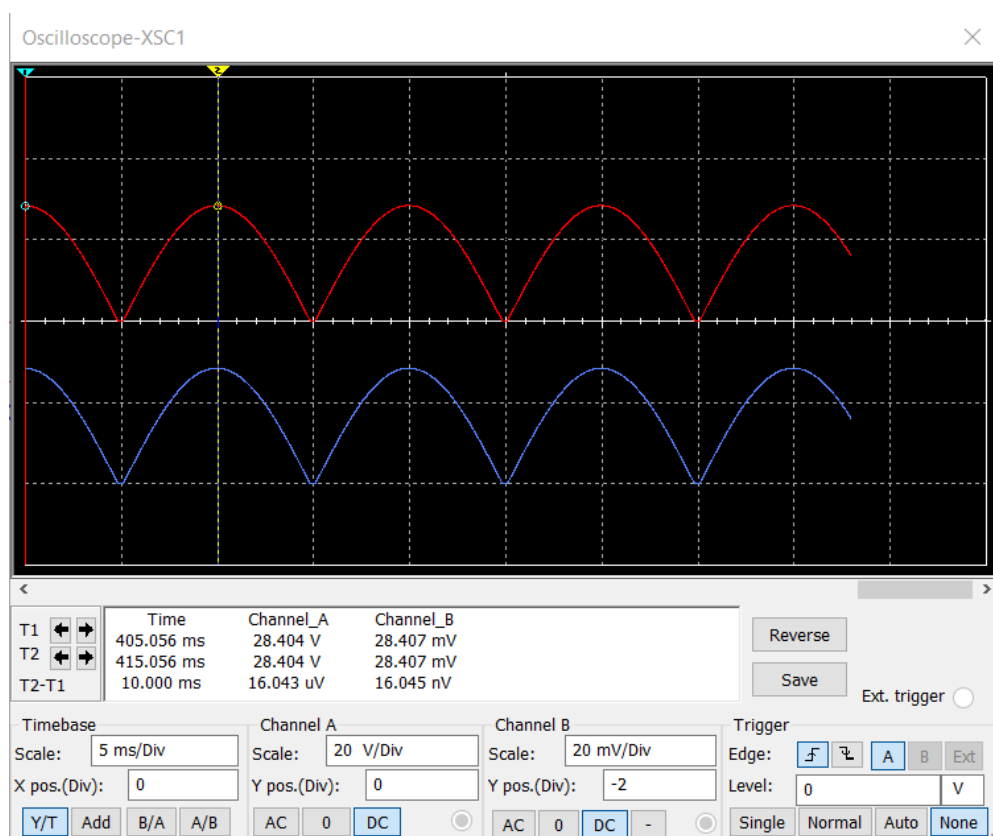 Oscilloscope-XSC1
1 2
T1
T2
T2-T1
Time Channel_A Channel_B
405.056 ms 28.404 V 28.407 mV
415.056 ms 28.404 V 28.407 mV
10.000 ms 16.043 uV 16.045 nV
Reverse
Save
Ext. trigger
Timebase
Scale: 5 ms/Div
X pos.(Div): 0
Y/T Add B/A A/B
Channel A
Scale: 20 V/Div
Y pos.(Div): 0
AC 0 DC
Channel B
Scale: 20 mV/Div
Y pos.(Div): -2
AC 0 DC -
Trigger
Edge: A B Ext
Level: 0 V
Single Normal Auto None